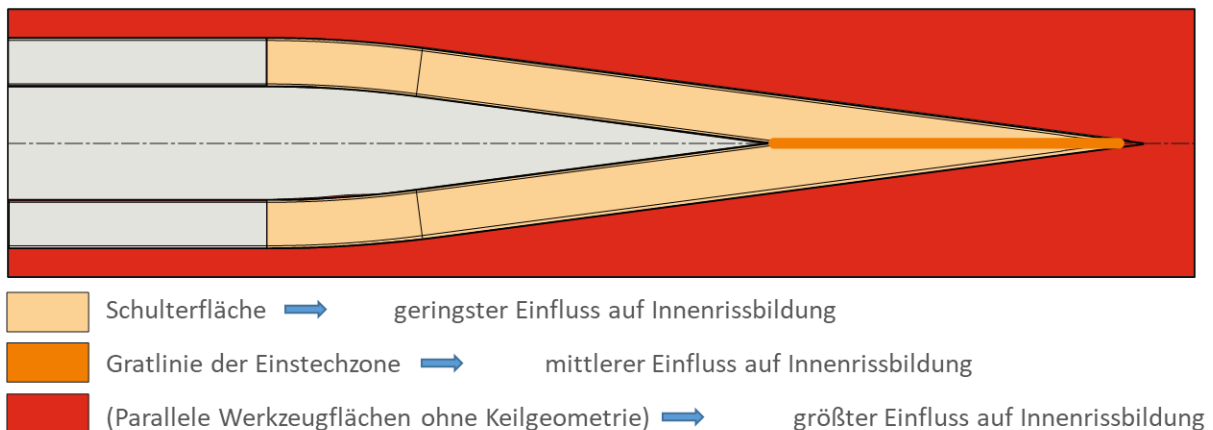 Schulterfläche geringster Einfluss auf Innenrissbildung
Gratlinie der Einstechzone mittlerer Einfluss auf Innenrissbildung
(Parallele Werkzeugflächen ohne Keilgeometrie) größter Einfluss auf Innenrissbildung